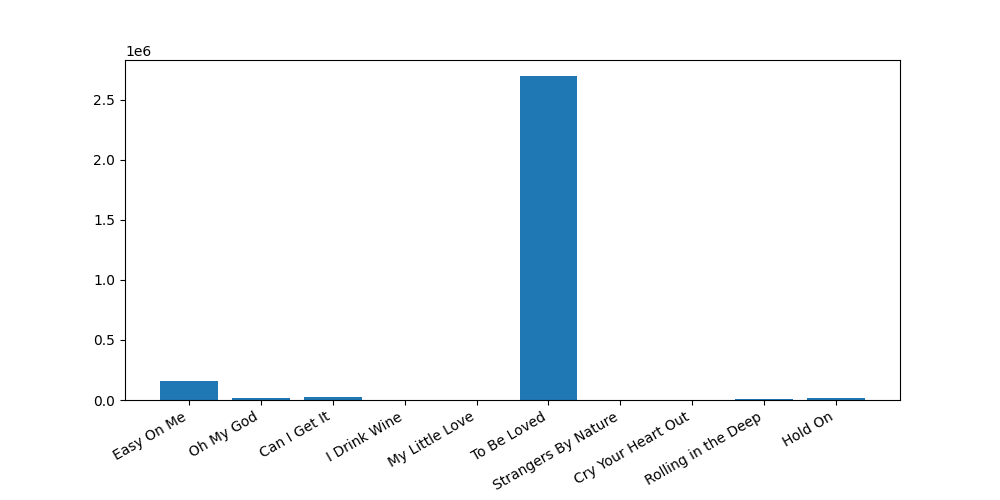 1e6
2.5
2.0
1.5
1.0
0.5
0.0
Easy On Me
Oh My God
Can I Get It
I Drink Wine
My Little Love
To Be Loved
Strangers By Nature
Cry Your Heart Out
Rolling in the Deep
Hold On